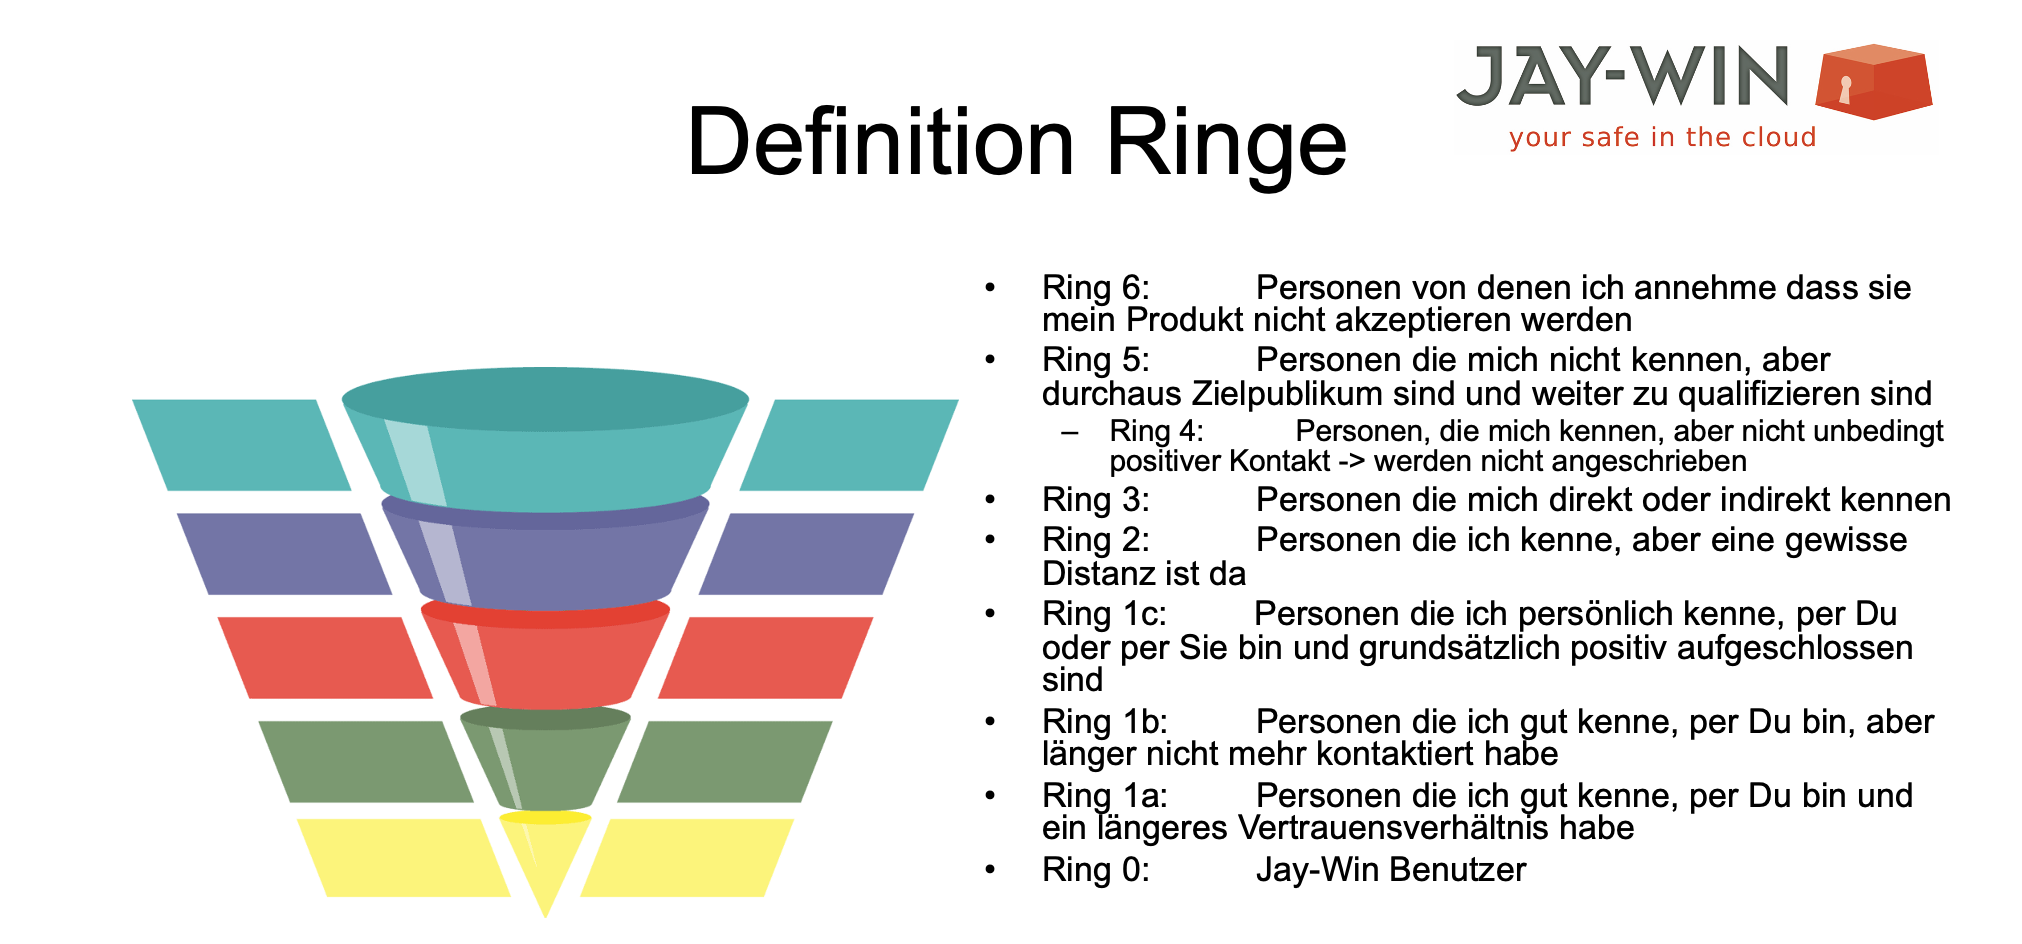 JAY-WIN
your safe in the cloud
Definition Ringe
• Ring 6: Personen von denen ich annehme dass sie
mein Produkt nicht akzeptieren werden
• Ring 5: Personen die mich nicht kennen, aber
durchaus Zielpublikum sind und weiter zu qualifizieren sind
– Ring 4: Personen, die mich kennen, aber nicht unbedingt
positiver Kontakt -> werden nicht angeschrieben
• Ring 3: Personen die mich direkt oder indirekt kennen
• Ring 2: Personen die ich kenne, aber eine gewisse
Distanz ist da
• Ring 1c: Personen die ich persönlich kenne, per Du
oder per Sie bin und grundsätzlich positiv aufgeschlossen
sind
• Ring 1b: Personen die ich gut kenne, per Du bin, aber
länger nicht mehr kontaktiert habe
• Ring 1a: Personen die ich gut kenne, per Du bin und
ein längeres Vertrauensverhältnis habe
• Ring 0: Jay-Win Benutzer